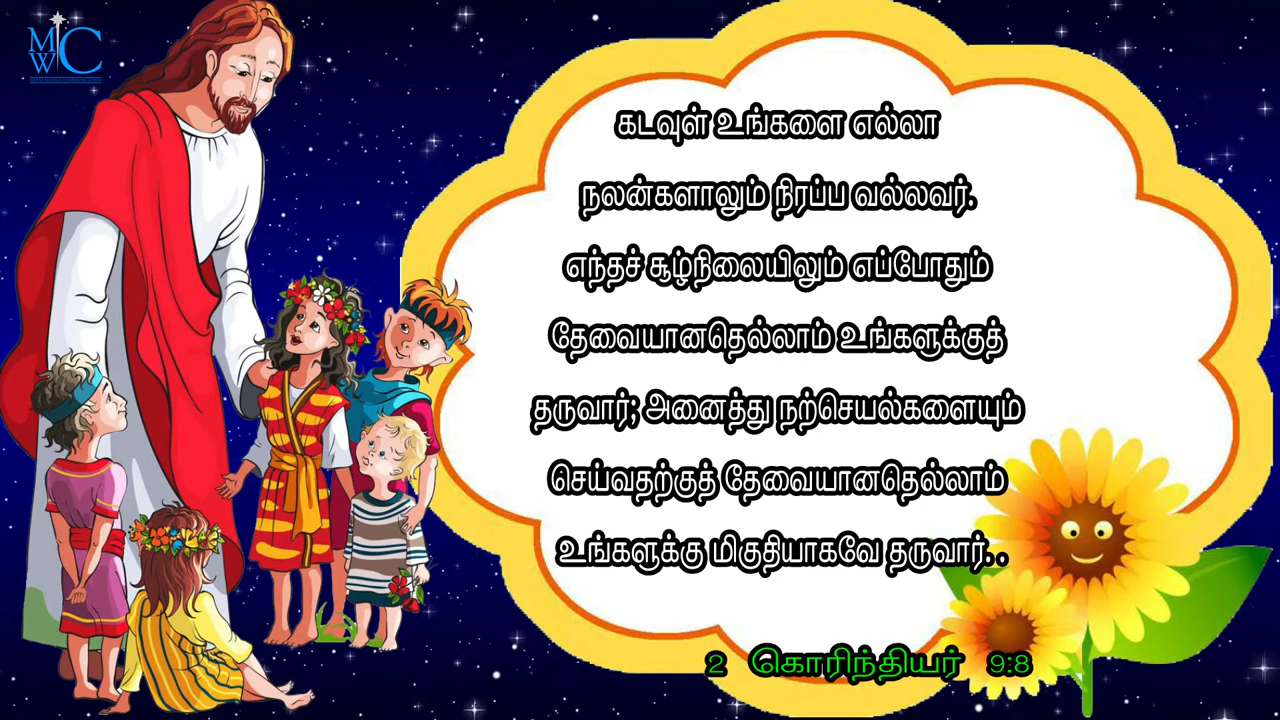 MWC
கடவுள் உங்களை எல்லா
நலன்களாலும் நிரப்ப வல்லவர்.
எந்தச் சூழ்நிலையிலும் எப்போதும்
தேவையானதெல்லாம் உங்களுக்குத்
தருவார்; அனைத்து நற்செயல்களையும்
செய்வதற்குத் தேவையானதெல்லாம்
உங்களுக்கு மிகுதியாகவே தருவார். .
2 கொரிந்தியர் 9:8